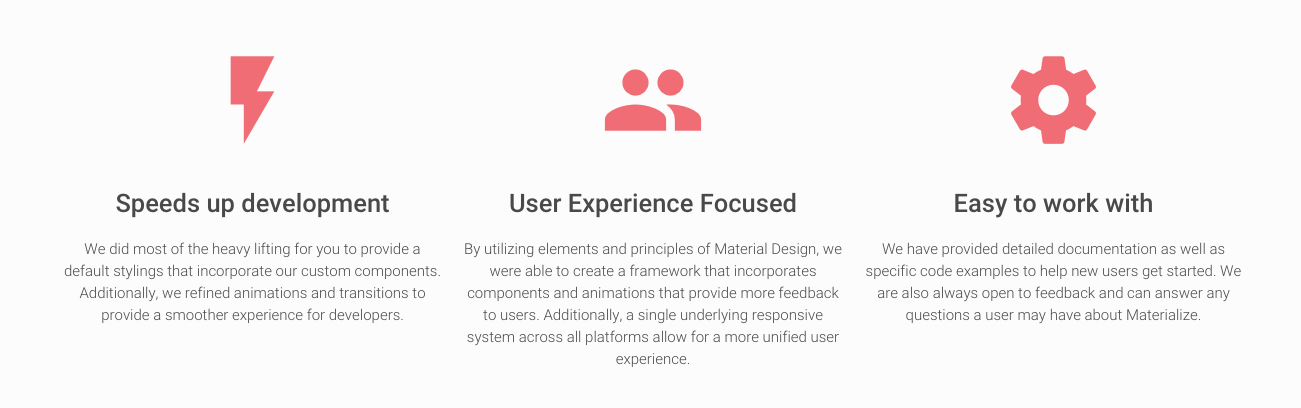 Speeds up development
We did most of the heavy lifting for you to provide a
default stylings that incorporate our custom components.
Additionally, we refined animations and transitions to
provide a smoother experience for developers.
User Experience Focused
By utilizing elements and principles of Material Design, we
were able to create a framework that incorporates
components and animations that provide more feedback
to users. Additionally, a single underlying responsive
system across all platforms allow for a more unified user
experience.
Easy to work with
We have provided detailed documentation as well as
specific code examples to help new users get started. We
are also always open to feedback and can answer any
questions a user may have about Materialize.